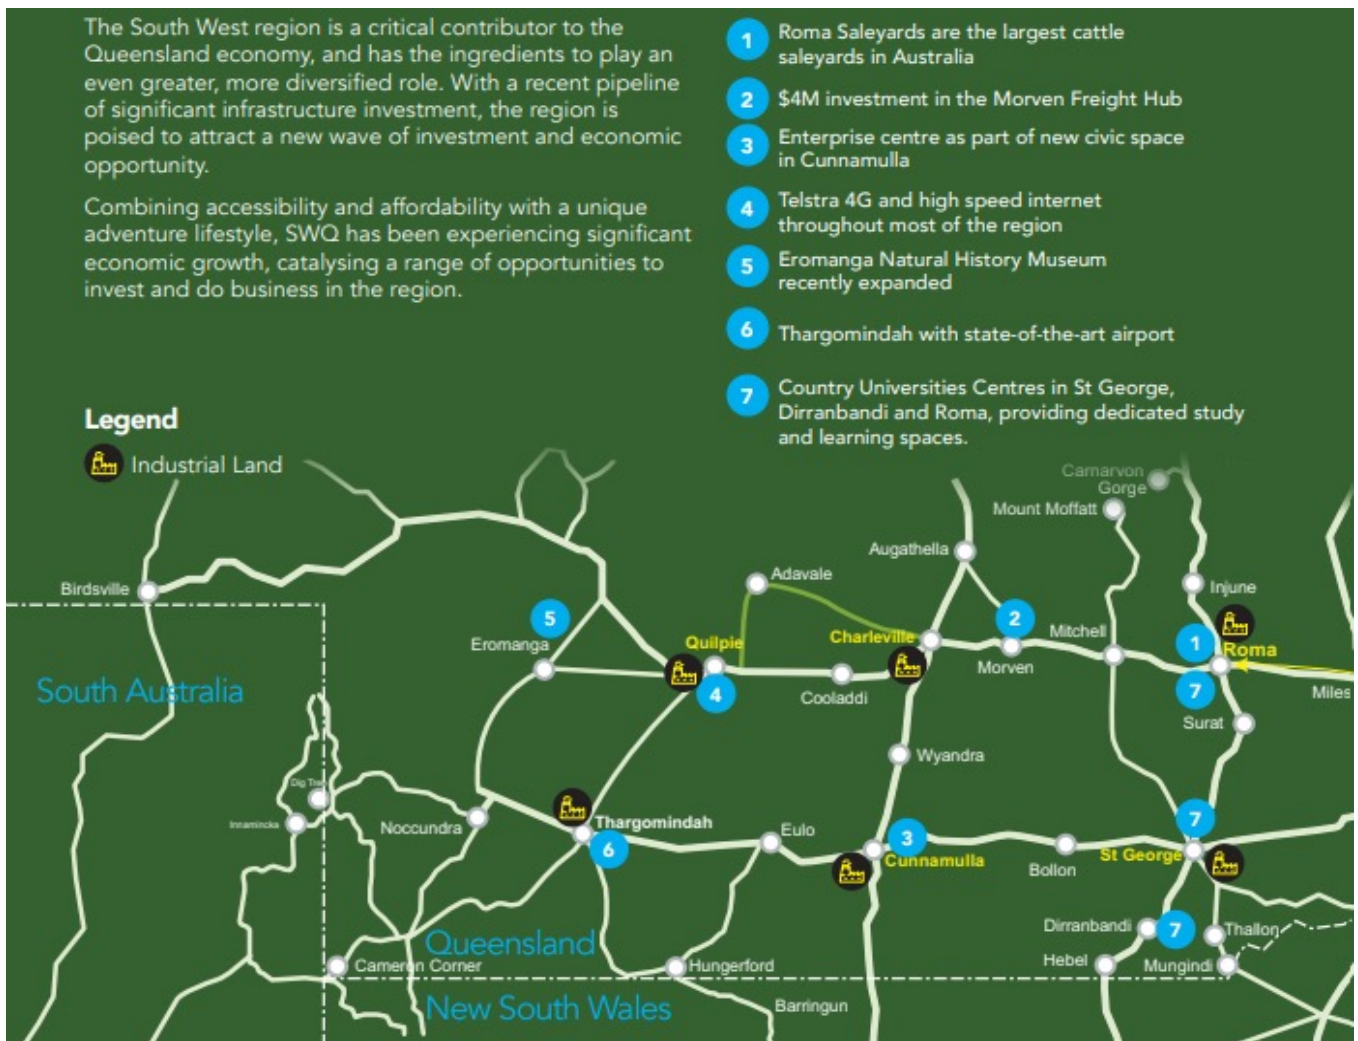 The South West region is a critical contributor to the
Queensland economy, and has the ingredients to play an
even greater, more diversified role. With a recent pipeline
of significant infrastructure investment, the region is
poised to attract a new wave of investment and economic
opportunity.
Combining accessibility and affordability with a unique
adventure lifestyle, SWQ has been experiencing significant
economic growth, catalysing a range of opportunities to
invest and do business in the region.
1 Roma Saleyards are the largest cattle
saleyards in Australia
2 $4M investment in the Morven Freight Hub
3 Enterprise centre as part of new civic space
in Cunnamulla
4 Telstra 4G and high speed internet
throughout most of the region
5 Eromanga Natural History Museum
recently expanded
6 Thargomindah with state-of-the-art airport
7 Country Universities Centres in St George,
Dirranbandi and Roma, providing dedicated study
and learning spaces.
Legend
Industrial Land
Carnarvon
Gorge
Mount Moffatt
Augathella
Adavale
Birdsville
Injune
5
2
Eromanga
Quilpie
Charleville
Mitchell
1
Roma
Morven
South Australia
4
Cooladdi
7
Miles
Surat
Wyandra
Dig Tree
Innamincka
Noccundra
Thargomindah
6
Eulo
3
Cunnamulla
Bollon
7
St George
Dirranbandi
7
Thallon
Queensland
Cameron Corner
Hungerford
Hebel
Mungindi
New South Wales
Barringun